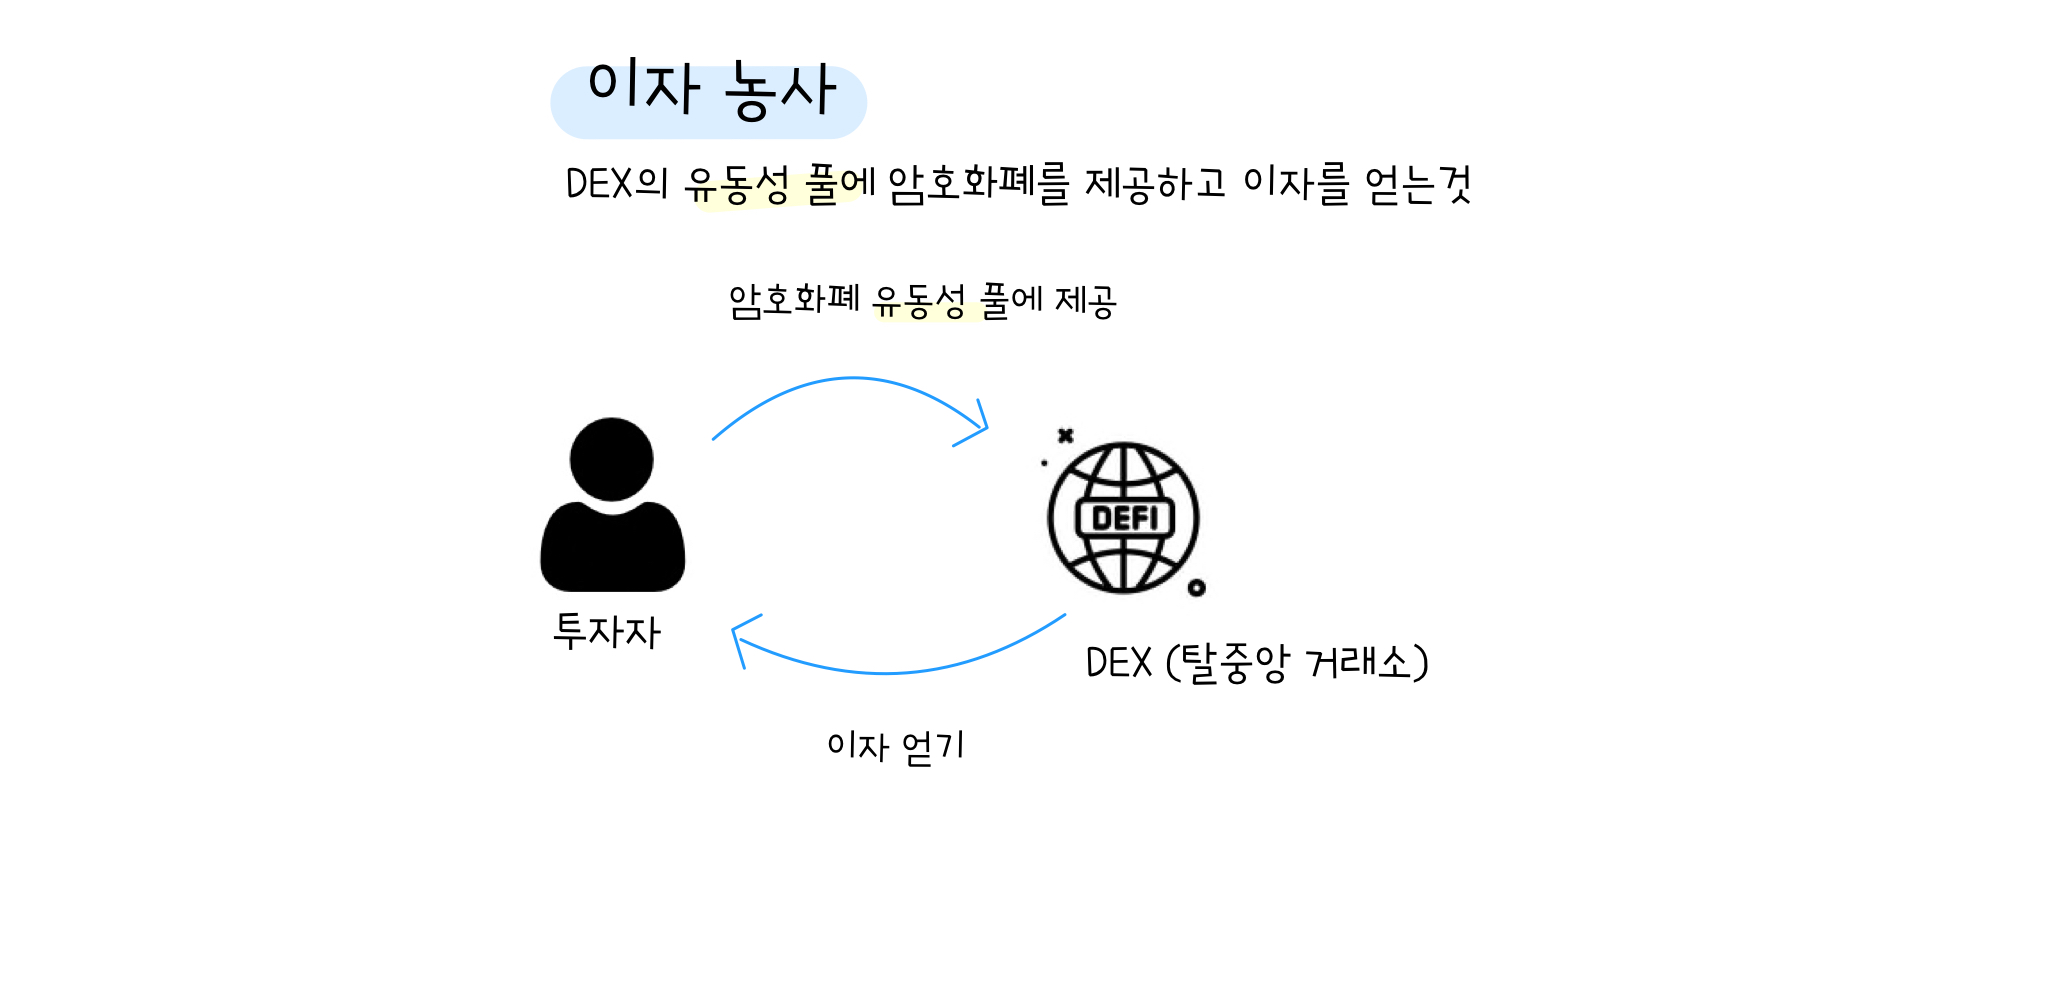 이자 농사
DEX의 유동성 풀에 암호화폐를 제공하고 이자를 얻는것
암호화폐 유동성 풀에 제공
DEFI
투자자
DEX (탈중앙 거래소)
이자 얻기